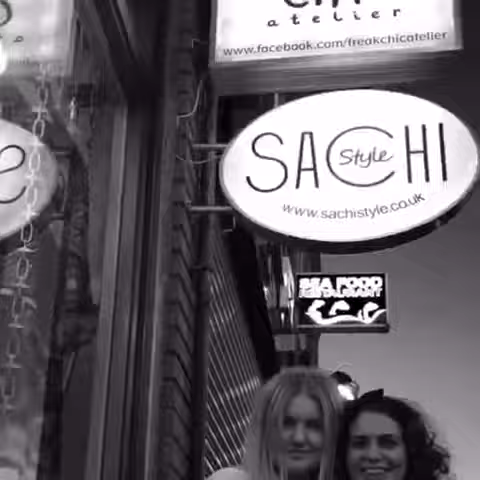 atelier
www.facebook.com/freakchicatelier
SACHI
Style
www.sachistyle.co.uk
SEA FOOD
RESTAURANT